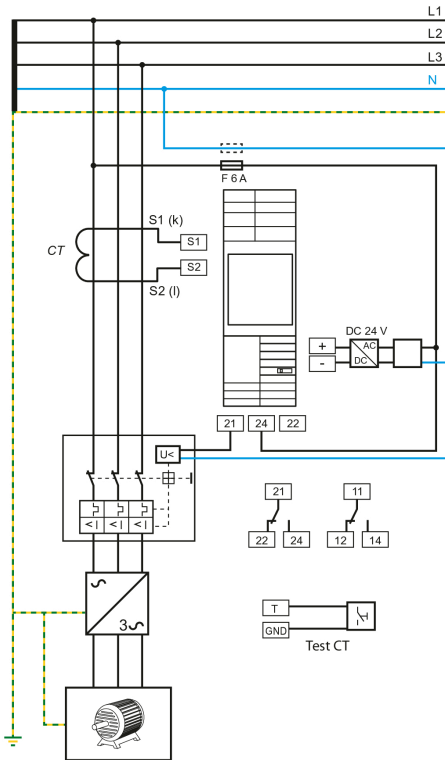 L1
L2
L3
N
F 6 A
S1 (k)
CT
S1
S2
S2 (l)
DC 24 V
+
AC
-
DC
21
24
22
U<
21
11
22
24
12
14
< I
< I
< I
3
T
GND
Test CT